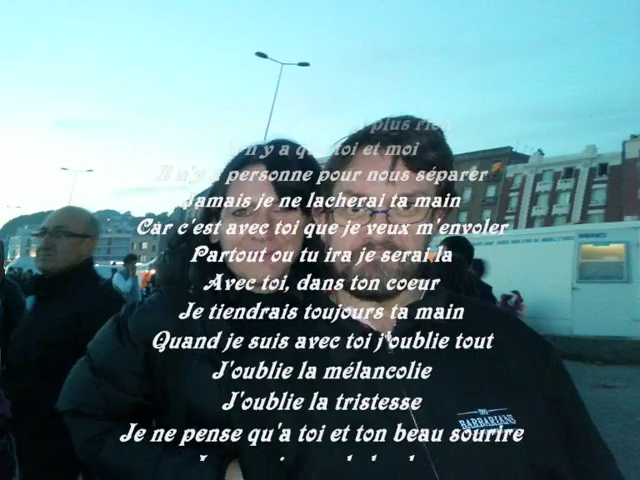 plus rien
n'y a que toi et moi
Il n'y a personne pour nous séparer
Jamais je ne lacherai ta main
Car c'est avec toi que je veux m'envoler
Partout ou tu ira je serai la
Avec toi, dans ton coeur
Je tiendrais toujours ta main
Quand je suis avec toi j'oublie tout
J'oublie la mélancolie
J'oublie la tristesse
Je ne pense qu'a toi et ton beau sourire
BARBARIANS